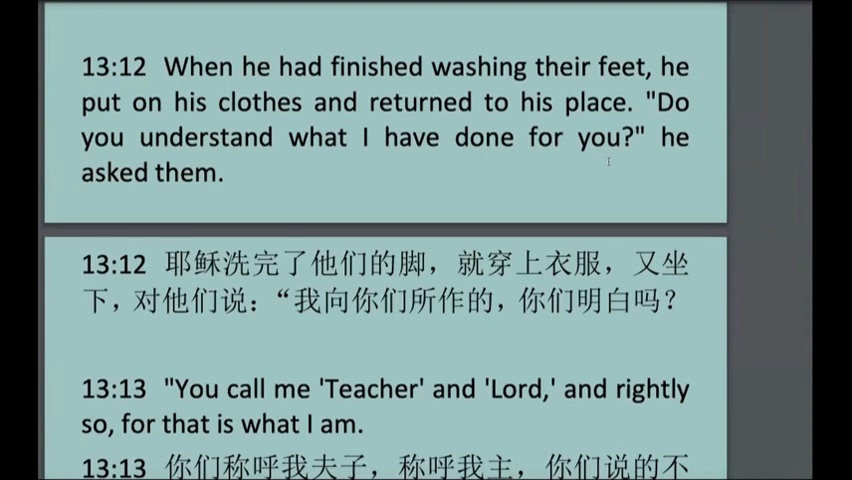 13:12 When he had finished washing their feet, he
put on his clothes and returned to his place. "Do
you understand what I have done for you?" he
asked them.
13:12 耶稣洗完了他们的脚，就穿上衣服，又坐
下，对他们说：“我向你们所作的，你们明白吗？
13:13 "You call me 'Teacher' and 'Lord,' and rightly
so, for that is what I am.
13:13 你们称呼我夫子，称呼我主，你们说的不